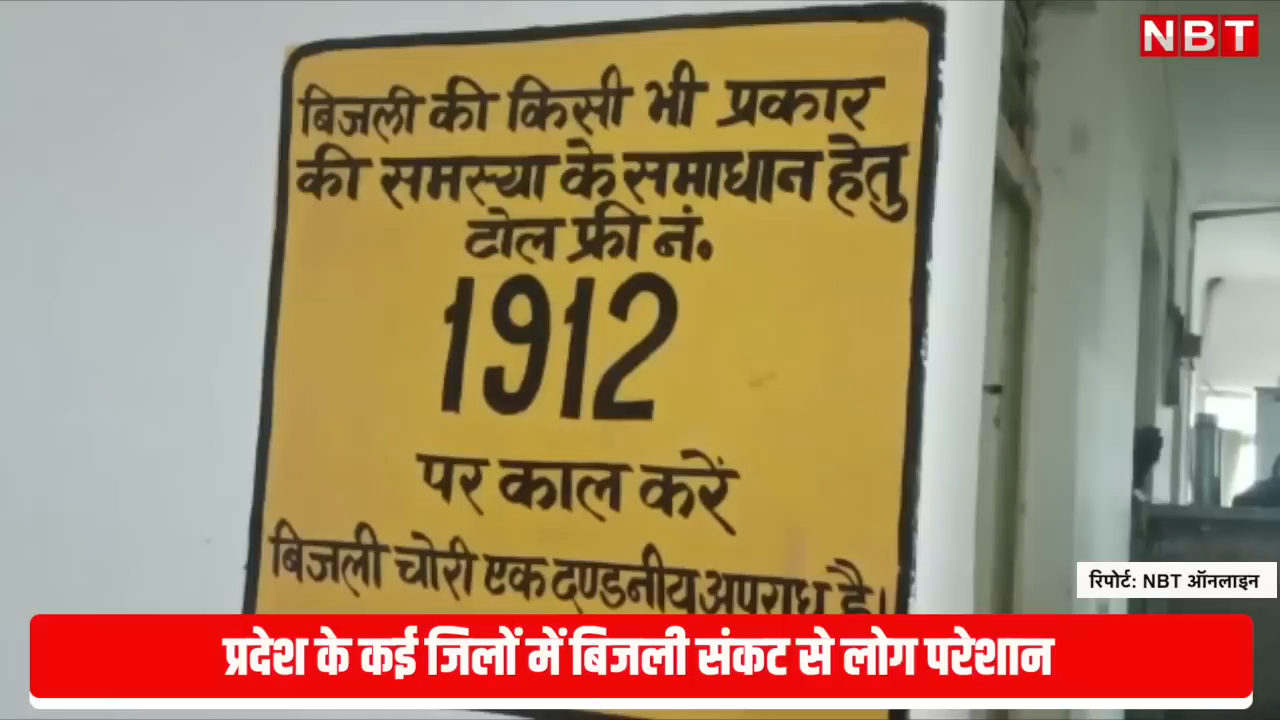 NBT
बिजली की किसी भी प्रकार
की समस्या के समाधान हेतु
टोल फ्री नं.
1912
पर काल करें
बिजली चोरी एक दण्डनीय अपराध है।
रिपोर्ट: NBT ऑनलाइन
प्रदेश के कई जिलों में बिजली संकट से लोग परेशान